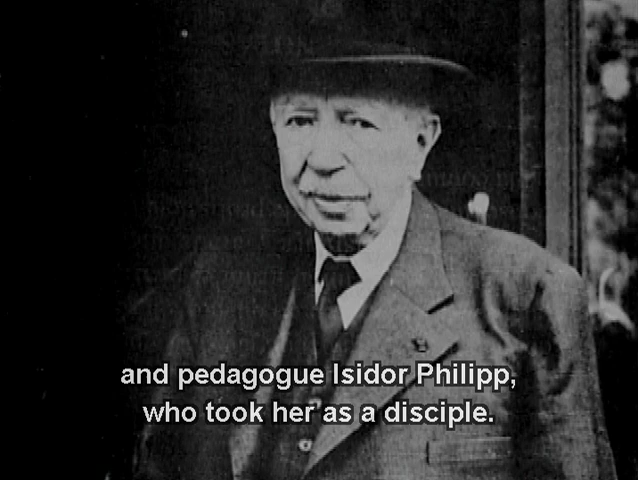 and pedagogue Isidor Philipp,
who took her as a disciple.